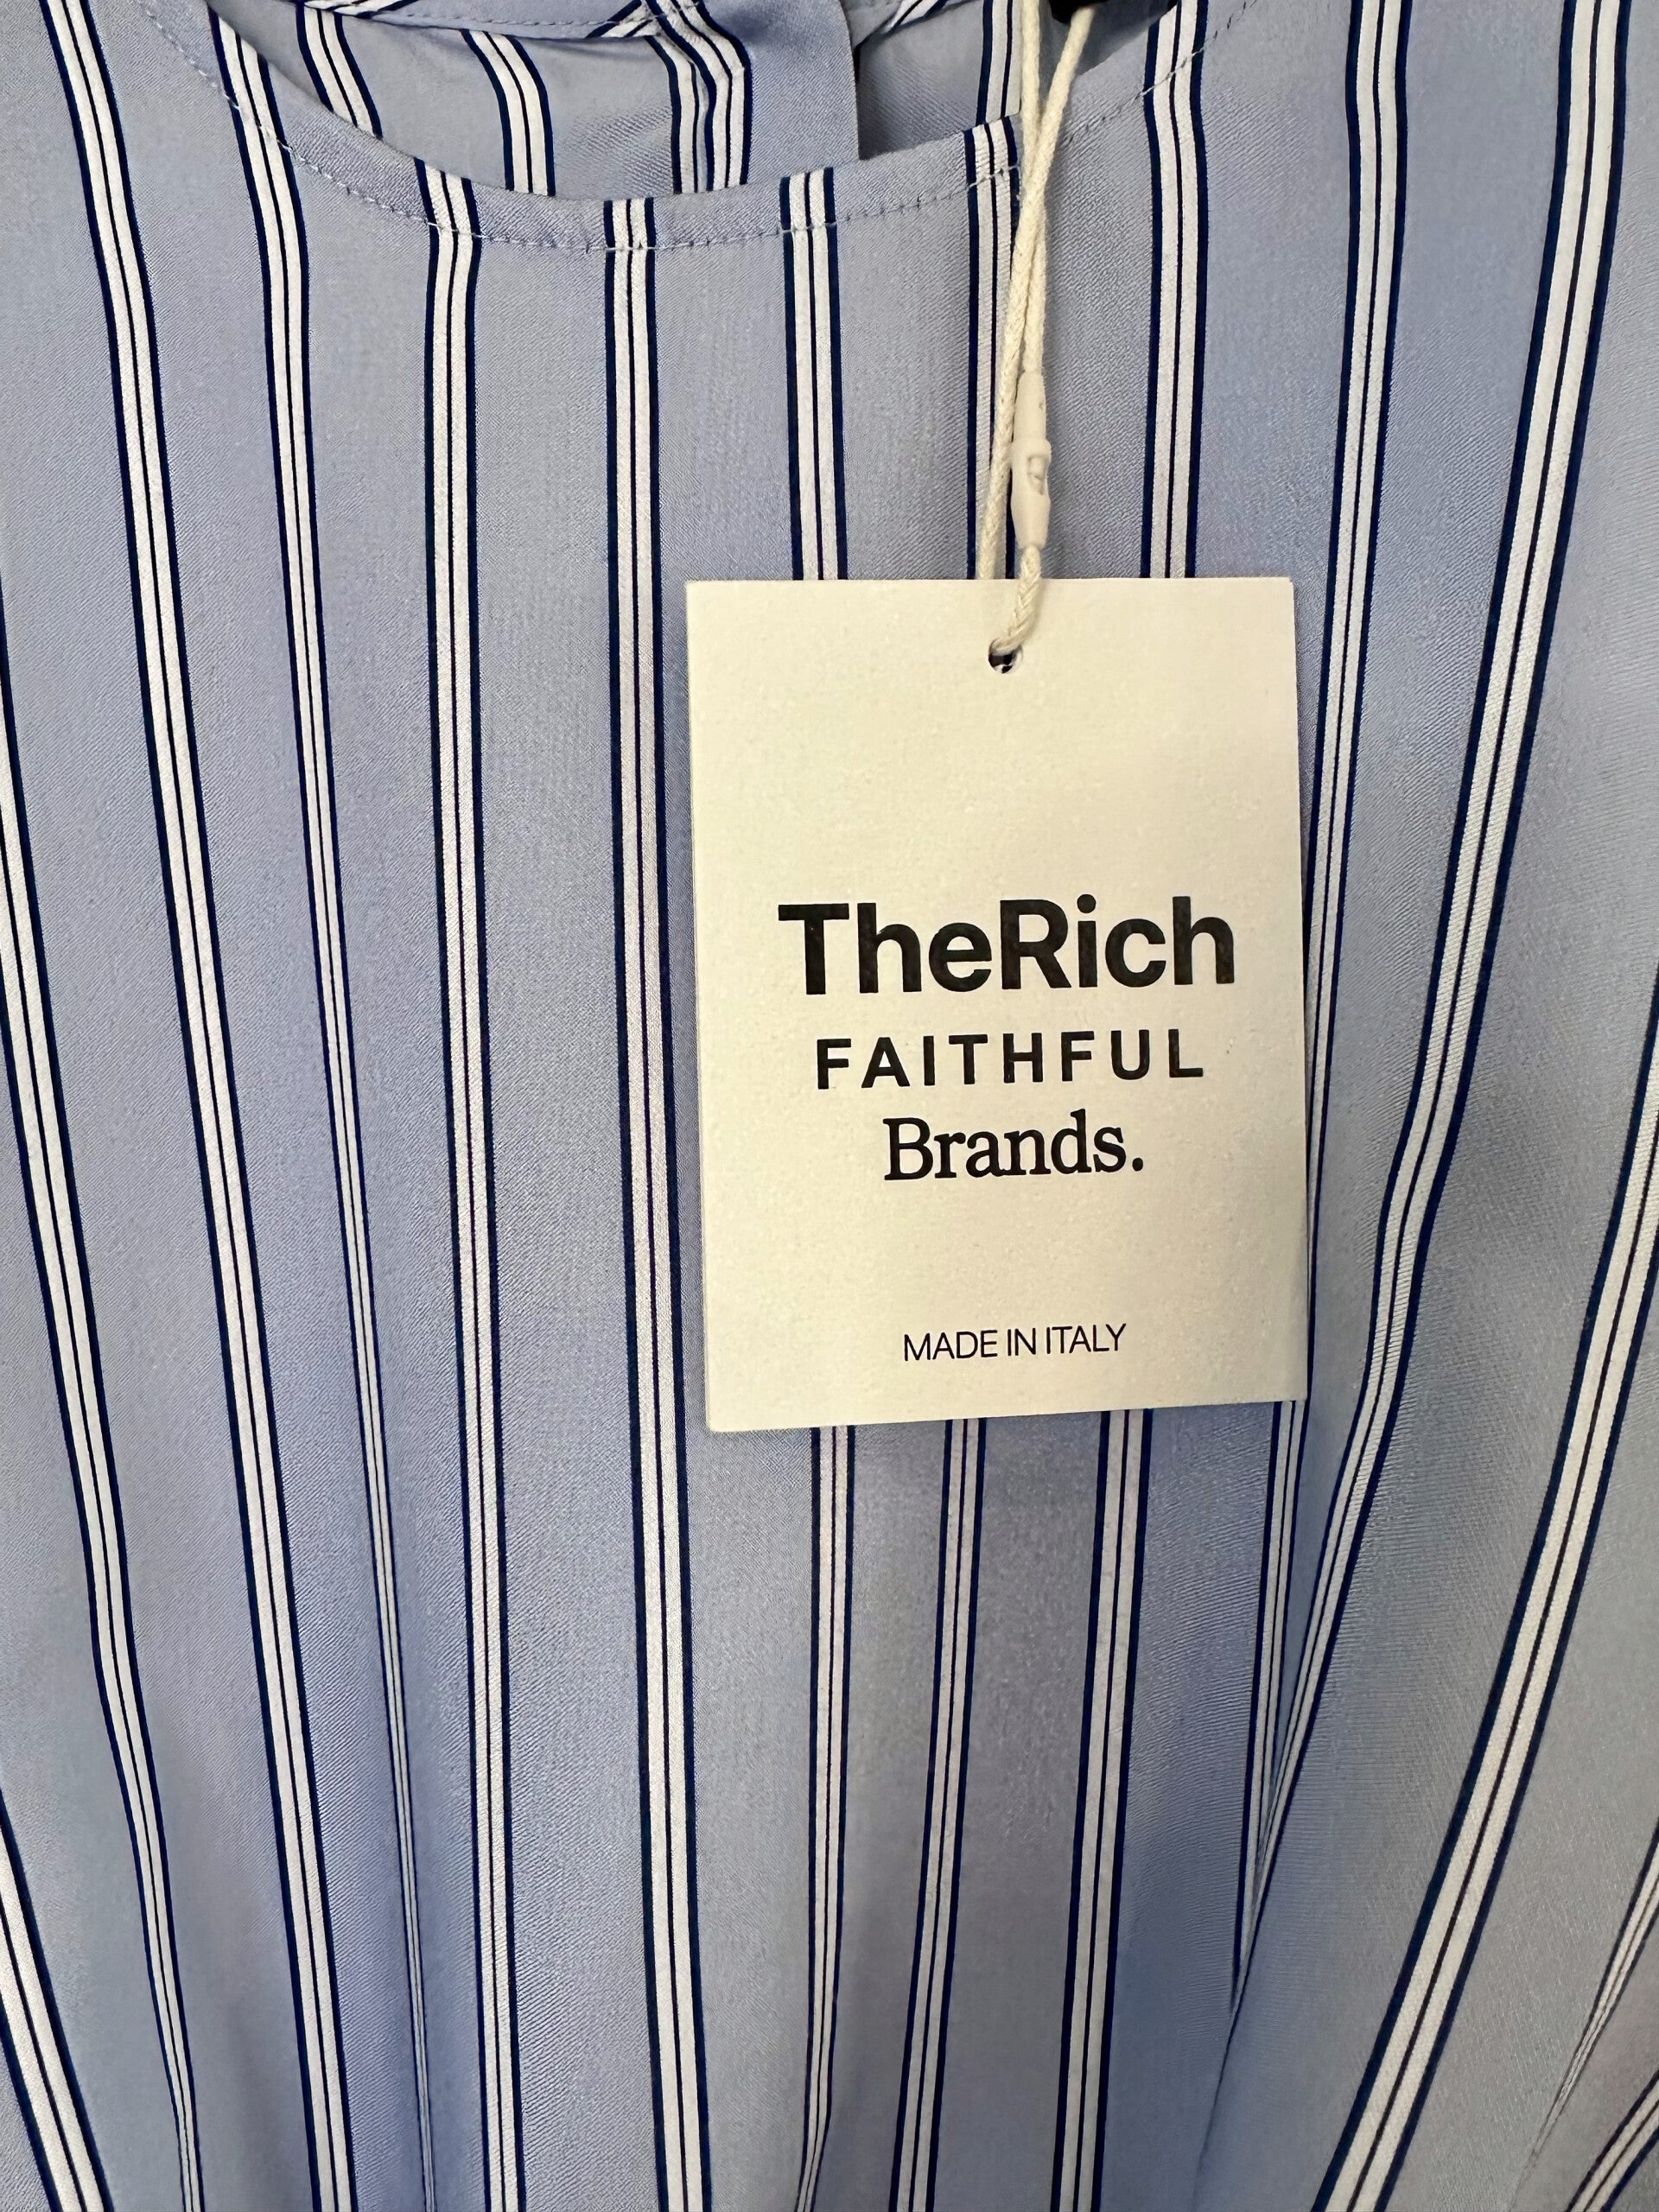 TheRich
FAITHFUL
Brands.
MADE IN ITALY